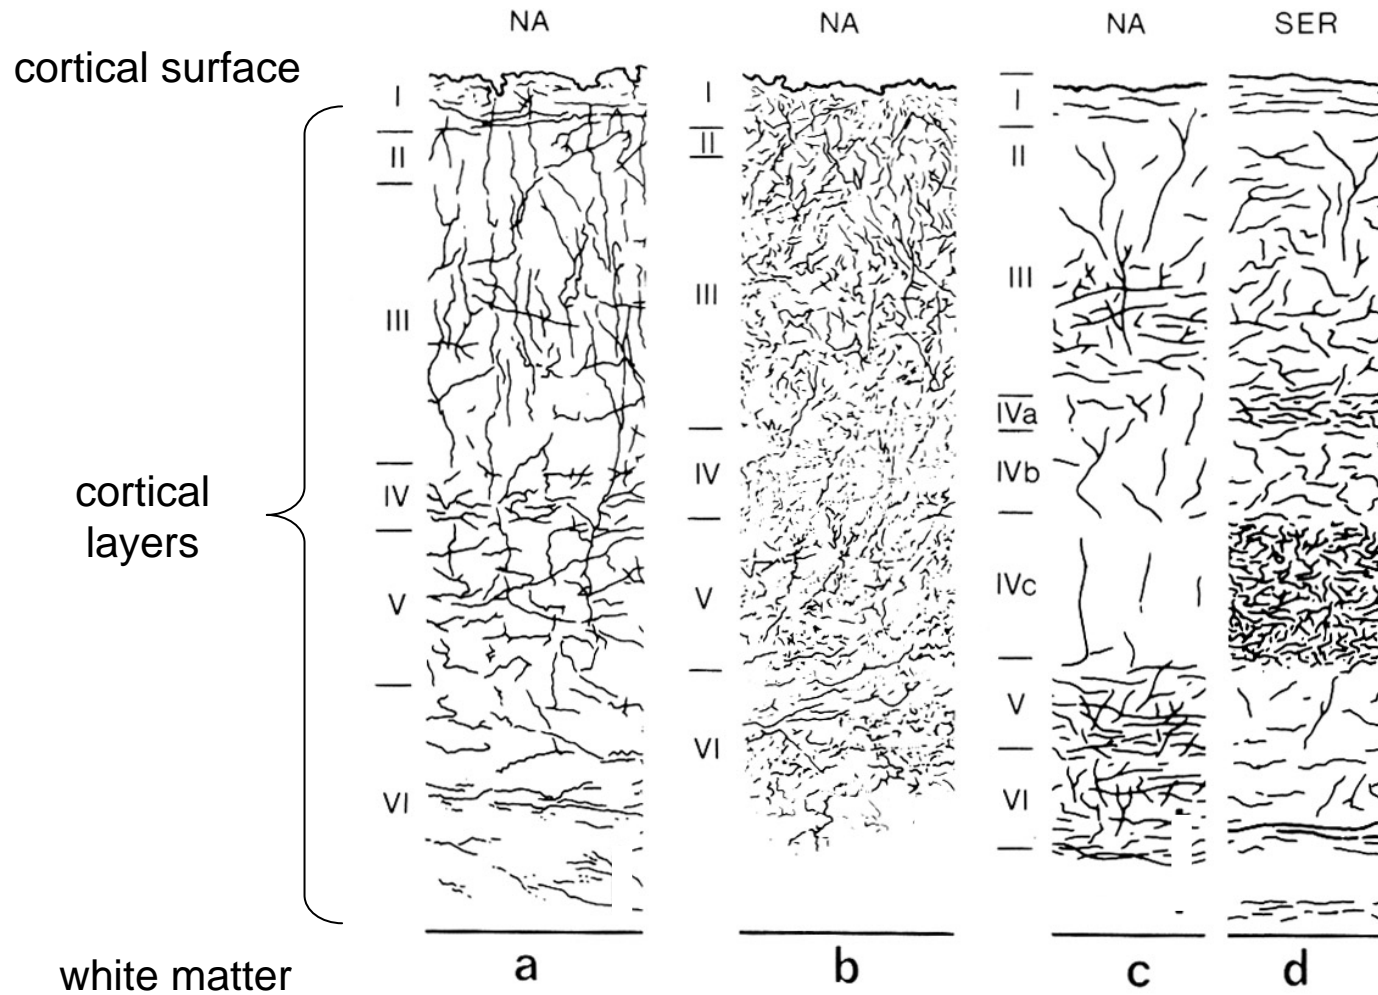 NA
NA
NA
SER
cortical surface
cortical
layers
white matter
I
II
III
IV
V
VI
I
II
III
IV
V
VI
I
II
III
IVa
IVb
IVc
V
VI
a
b
c
d